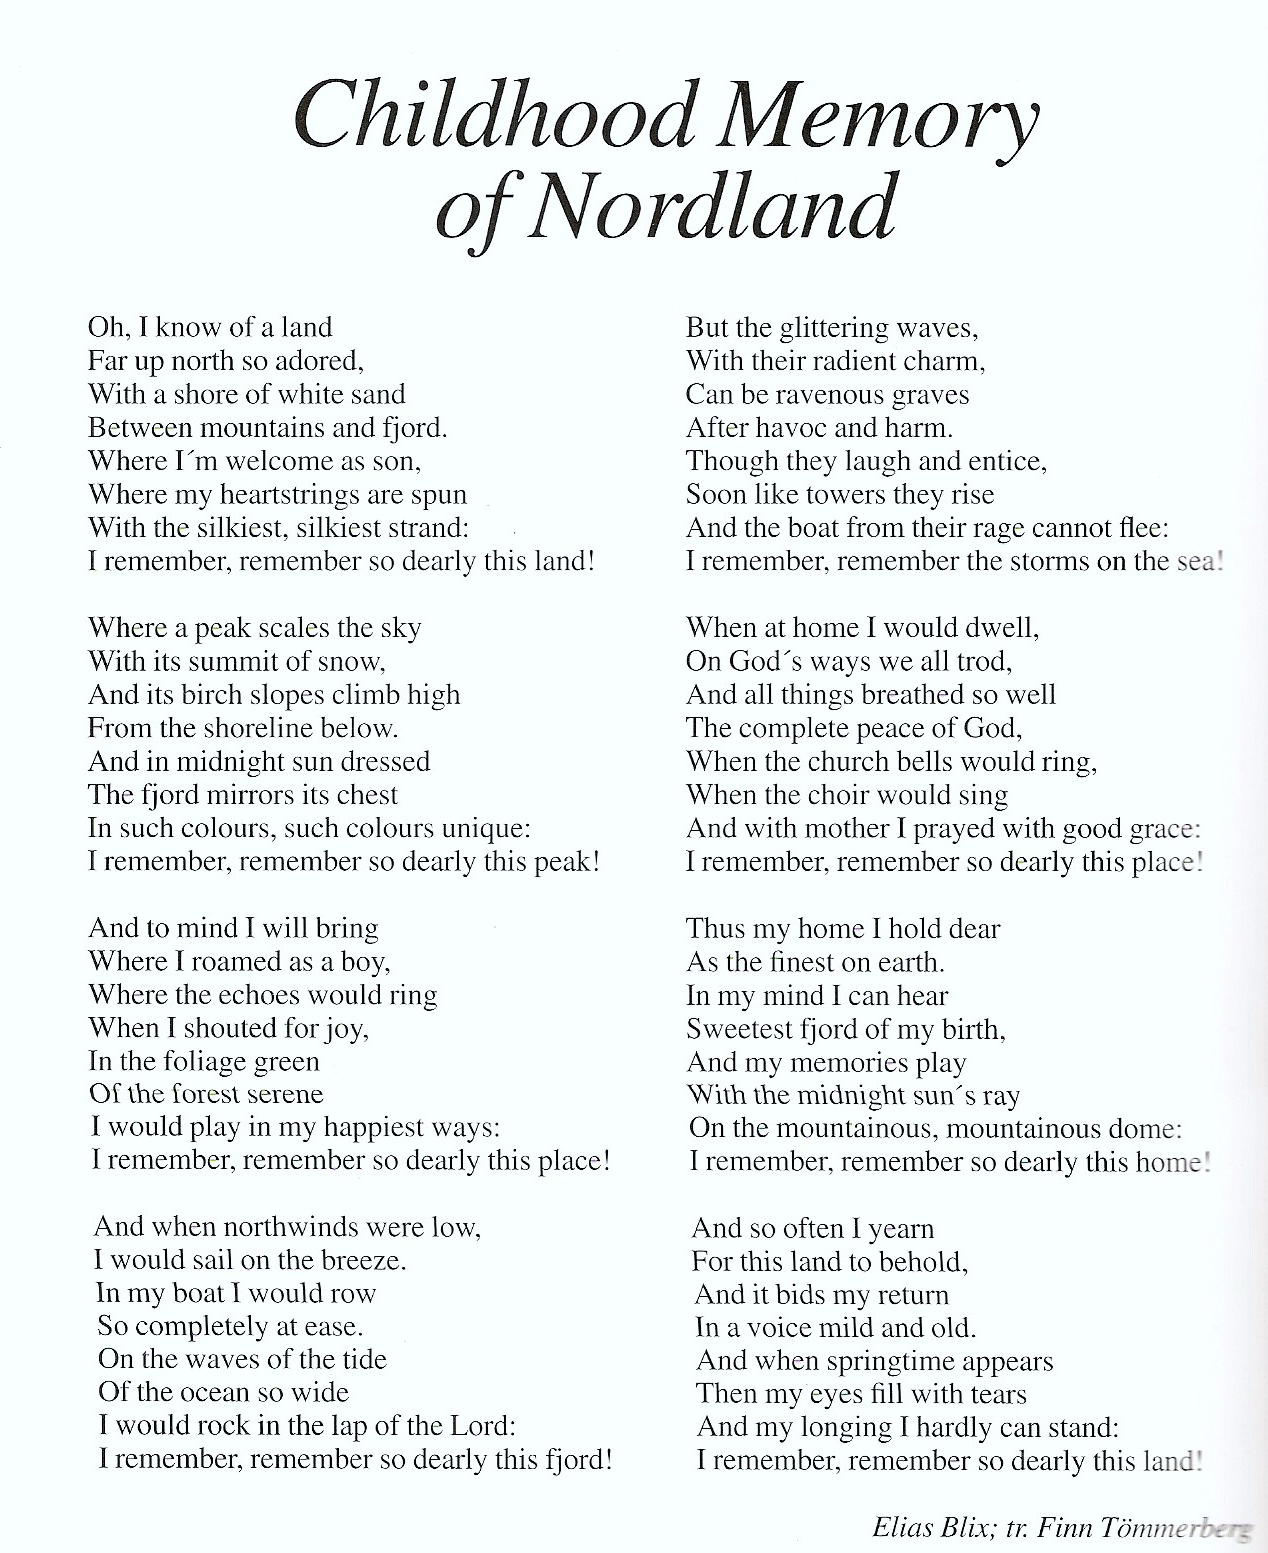 Childhood Memory
of Nordland
Oh, I know of a land
Far up north so adored,
With a shore of white sand
Between mountains and fjord.
Where I´m welcome as son,
Where my heartstrings are spun
With the silkiest, silkiest strand:
I remember, remember so dearly this land!
Where a peak scales the sky
With its summit of snow,
And its birch slopes climb high
From the shoreline below.
And in midnight sun dressed
The fjord mirrors its chest
In such colours, such colours unique:
I remember, remember so dearly this peak!
And to mind I will bring
Where I roamed as a boy,
Where the echoes would ring
When I shouted for joy,
In the foliage green
Of the forest serene
I would play in my happiest ways:
I remember, remember so dearly this place!
And when northwinds were low,
I would sail on the breeze.
In my boat I would row
So completely at ease.
On the waves of the tide
Of the ocean so wide
I would rock in the lap of the Lord:
I remember, remember so dearly this fjord!
But the glittering waves,
With their radient charm,
Can be ravenous graves
After havoc and harm.
Though they laugh and entice,
Soon like towers they rise
And the boat from their rage cannot flee:
I remember, remember the storms on the sea!
When at home I would dwell,
On God´s ways we all trod,
And all things breathed so well
The complete peace of God,
When the church bells would ring,
When the choir would sing
And with mother I prayed with good grace:
I remember, remember so dearly this place!
Thus my home I hold dear
As the finest on earth.
In my mind I can hear
Sweetest fjord of my birth,
And my memories play
With the midnight sun´s ray
On the mountainous, mountainous dome:
I remember, remember so dearly this home!
And so often I yearn
For this land to behold,
And it bids my return
In a voice mild and old.
And when springtime appears
Then my eyes fill with tears
And my longing I hardly can stand:
I remember, remember so dearly this land!
Elias Blix; tr. Finn Tömmerberg